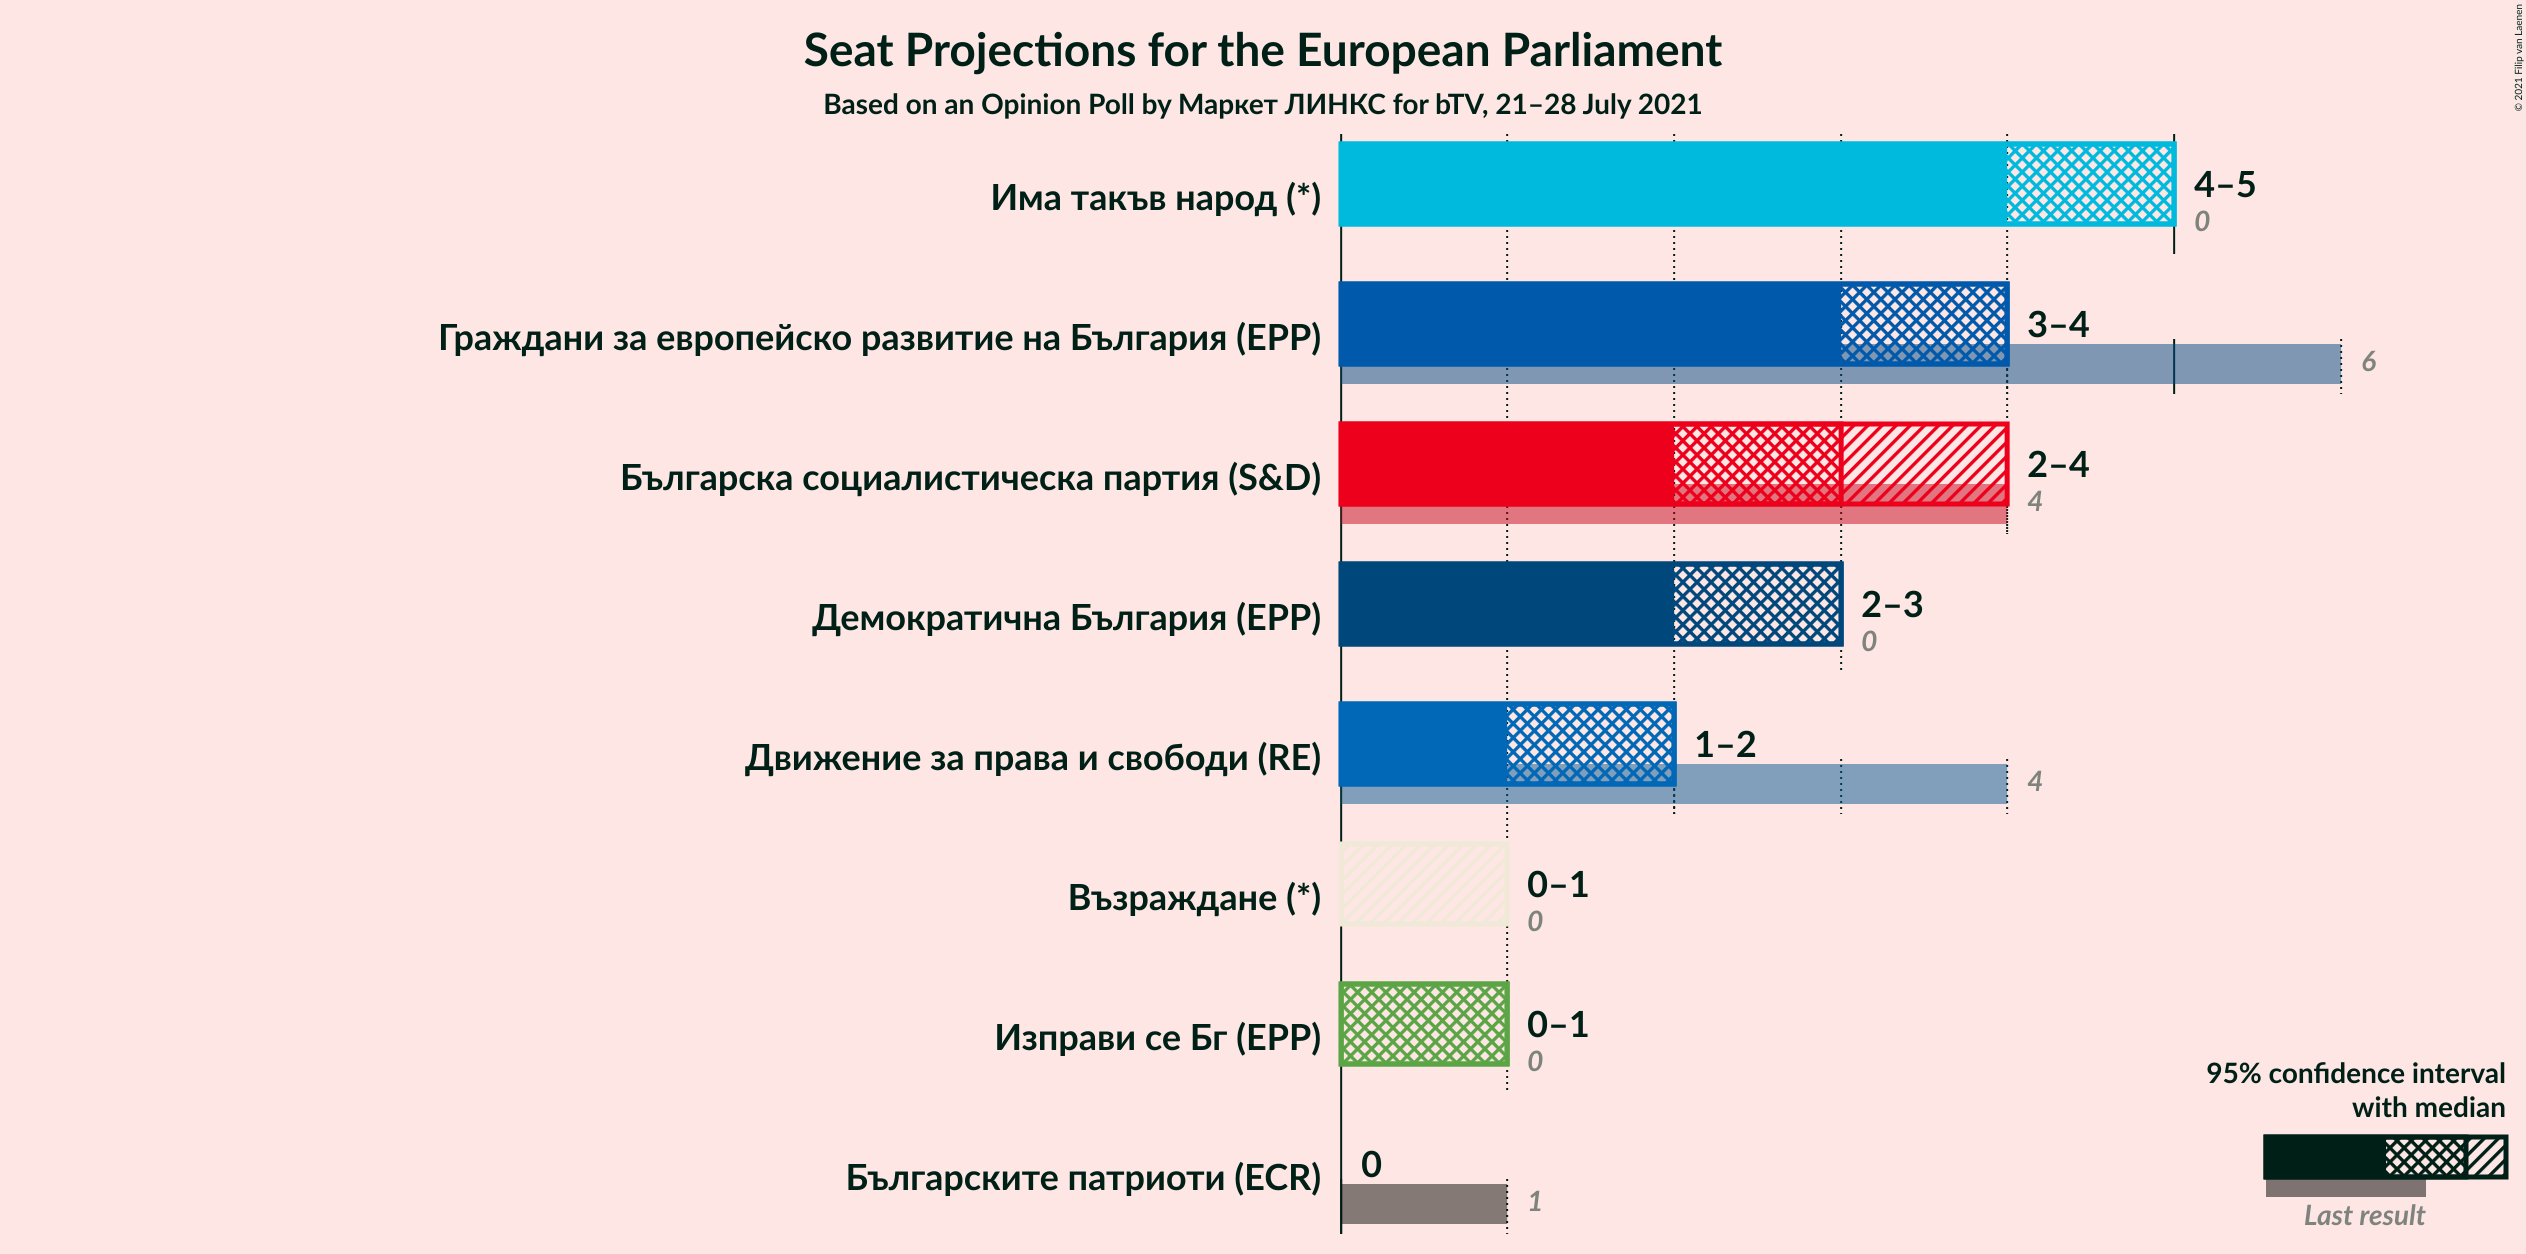 Seat Projections for the European Parliament
Based on an Opinion Poll by Маркет ЛИНКС for bTV, 21–28 July 2021
© 2021 Filip van Laenen
Има такъв народ (*)
4–5
0
Граждани за европейско развитие на България (EPP)
3–4
6
Българска социалистическа партия (S&D)
2–4
4
Демократична България (EPP)
2–3
0
Движение за права и свободи (RE)
1–2
4
Възраждане (*)
0–1
0
Изправи се Бг (EPP)
0–1
0
Българските патриоти (ECR)
0
1
95% confidence interval
with median
Last result